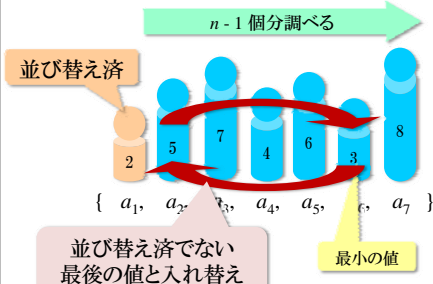 n - 1 個分調べる
並び替え済
2 5 7 4 6 3 8
{ a1, a2, a3, a4, a5, a6, a7 }
並び替え済でない
最後の値と入れ替え
最小の値